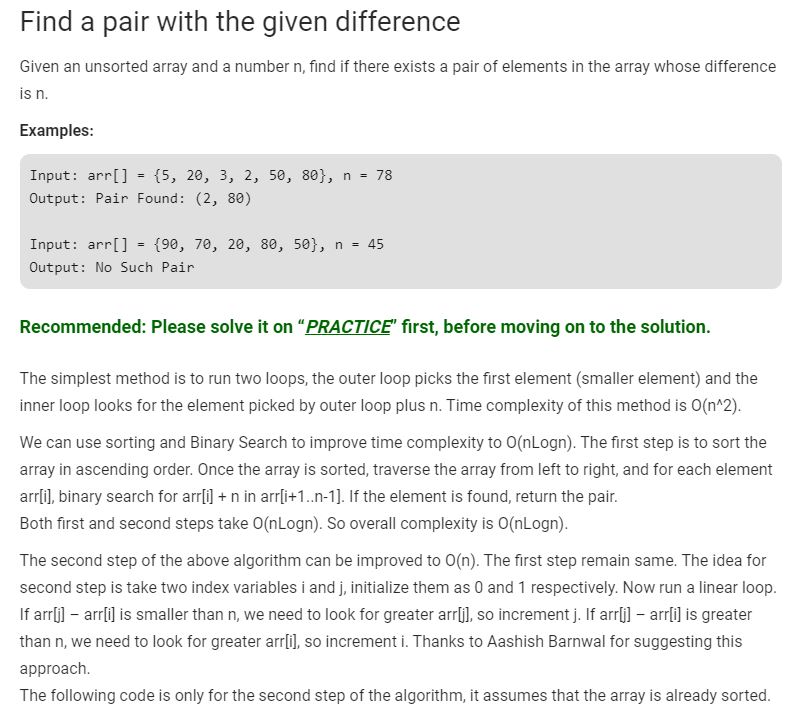 Find a pair with the given difference
Given an unsorted array and a number n, find if there exists a pair of elements in the array whose difference
is n.
Examples:
Input: arr[] = {5, 20, 3, 2, 50, 80}, n = 78
Output: Pair Found: (2, 80)
Input: arr[] = {90, 70, 20, 80, 50}, n = 45
Output: No Such Pair
Recommended: Please solve it on “PRACTICE” first, before moving on to the solution.
The simplest method is to run two loops, the outer loop picks the first element (smaller element) and the
inner loop looks for the element picked by outer loop plus n. Time complexity of this method is O(n^2).
We can use sorting and Binary Search to improve time complexity to O(nLogn). The first step is to sort the
array in ascending order. Once the array is sorted, traverse the array from left to right, and for each element
arr[i], binary search for arr[i] + n in arr[i+1..n-1]. If the element is found, return the pair.
Both first and second steps take O(nLogn). So overall complexity is O(nLogn).
The second step of the above algorithm can be improved to O(n). The first step remain same. The idea for
second step is take two index variables i and j, initialize them as 0 and 1 respectively. Now run a linear loop.
If arr[j] – arr[i] is smaller than n, we need to look for greater arr[j], so increment j. If arr[j] – arr[i] is greater
than n, we need to look for greater arr[i], so increment i. Thanks to Aashish Barnwal for suggesting this
approach.
The following code is only for the second step of the algorithm, it assumes that the array is already sorted.